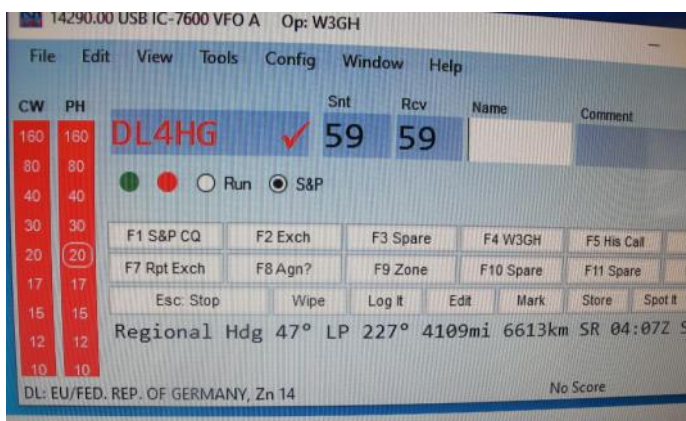 14290.00 USB IC-7600 VFO A Op: W3GH
File Edit View Tools Config Window Help
CW PH Snt Rcv Name Comment
160 160 DL4HG 59 59
80 80
40 40 Run S&P
30 30 F1 S&P CQ F2 Exch F3 Spare F4 W3GH F5 His Call
20 20 F7 Rpt Exch F8 Agn? F9 Zone F10 Spare F11 Spare
17 17
15 15 Esc: Stop Wipe Log It Edit Mark Store Spot It
12 12 Regional Hdg 47° LP 227° 4109mi 6613km SR 04:07Z S
10 10
DL: EU/FED. REP. OF GERMANY, Zn 14 No Score